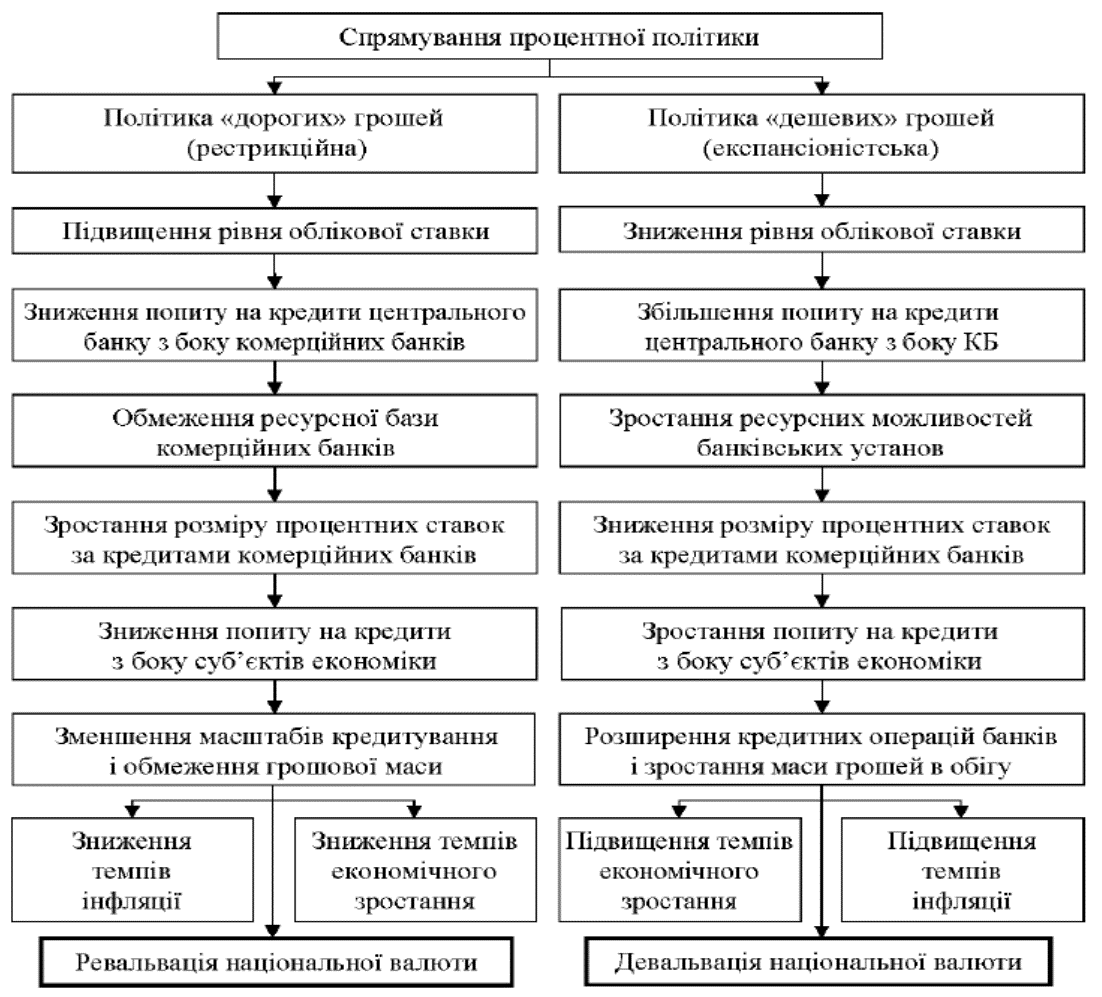 Спрямування процентної політики
Політика «дорогих» грошей
(рестрикційна)
Політика «дешевих» грошей
(експансіоністська)
Підвищення рівня облікової ставки
Зниження рівня облікової ставки
Зниження попиту на кредити центрального
банку з боку комерційних банків
Збільшення попиту на кредити
центрального банку з боку КБ
Обмеження ресурсної бази
комерційних банків
Зростання ресурсних можливостей
банківських установ
Зростання розміру процентних ставок
за кредитами комерційних банків
Зниження розміру процентних ставок
за кредитами комерційних банків
Зниження попиту на кредити
з боку суб’єктів економіки
Зростання попиту на кредити
з боку суб’єктів економіки
Зменшення масштабів кредитування
і обмеження грошової маси
Розширення кредитних операцій банків
і зростання маси грошей в обігу
Зниження
темпів
інфляції
Зниження темпів
економічного
зростання
Підвищення темпів
економічного
зростання
Підвищення
темпів
інфляції
Ревальвація національної валюти
Девальвація національної валюти